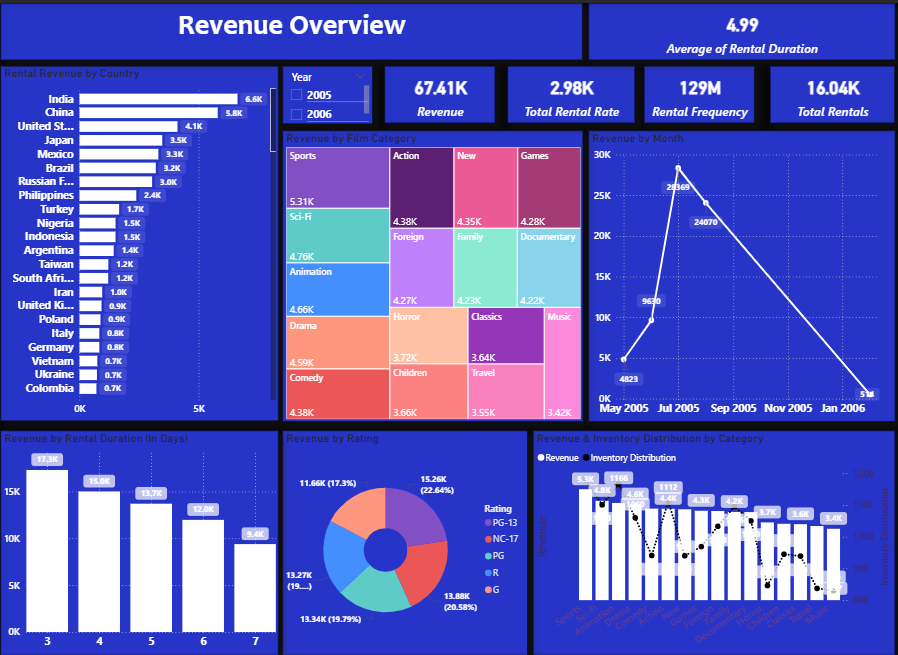 Revenue Overview
4.99
Average of Rental Duration
Rental Revenue by Country
India 6.6K
China 5.8K
United St... 4.1K
Japan 3.5K
Mexico 3.3K
Brazil 3.2K
Russian F... 3.0K
Philippines 2.4K
Turkey 1.7K
Nigeria 1.5K
Indonesia 1.5K
Argentina 1.4K
Taiwan 1.2K
South Afri... 1.2K
Iran 1.0K
United Ki... 0.9K
Poland 0.9K
Italy 0.8K
Germany 0.8K
Vietnam 0.7K
Ukraine 0.7K
Colombia 0.7K
0K 5K
Year
2005
2006
67.41K
Revenue
2.98K
Total Rental Rate
129M
Rental Frequency
16.04K
Total Rentals
Revenue by Film Category
Sports
5.31K
Sci-Fi
4.76K
Animation
4.66K
Drama
4.59K
Comedy
4.38K
Action
4.38K
New
4.35K
Games
4.28K
Foreign
4.27K
Family
4.23K
Documentary
4.22K
Horror
3.72K
Classics
3.64K
Music
3.42K
Children
3.66K
Travel
3.55K
Revenue by Month
30K
25K
20K
15K
10K
5K
0K
4823
9630
28369
24070
514
May 2005 Jul 2005 Sep 2005 Nov 2005 Jan 2006
Revenue by Rental Duration (In Days)
17.3K
15.0K
13.7K
12.0K
9.4K
15K
10K
5K
0K
3 4 5 6 7
Revenue by Rating
15.26K
(22.64%)
13.88K
(20.58%)
13.34K (19.79%)
13.27K
(19....)
11.66K (17.3%)
Rating
PG-13
NC-17
PG
R
G
Revenue & Inventory Distribution by Category
Revenue Inventory Distribution
5.3K
4.8K
1166
4.6K
1112
4.4K
4.3K
4.2K
3.7K
3.6K
3.4K
Revenue
Inventory Distribution
1,200
1,000
800
Sports
Sci-Fi
Animation
Drama
Comedy
Action
New
Games
Foreign
Family
Documentary
Horror
Children
Classics
Travel
Music